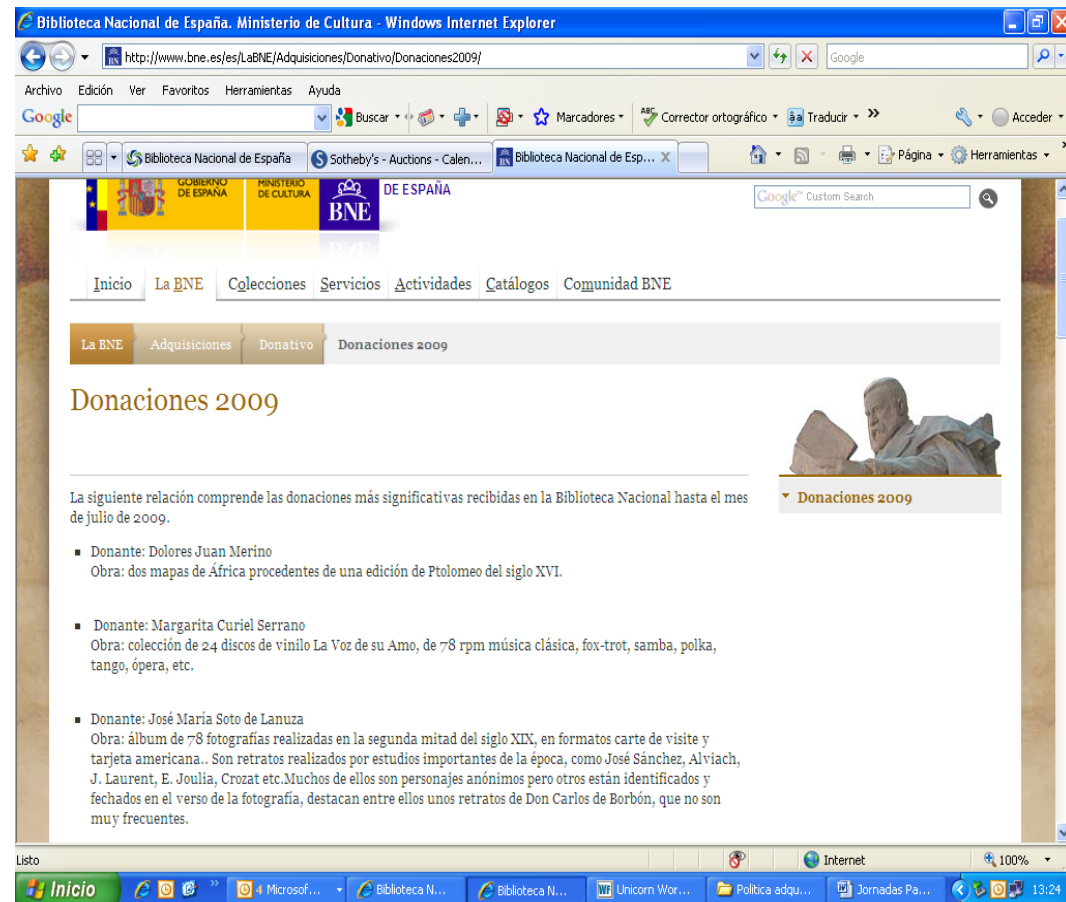 Biblioteca Nacional de España. Ministerio de Cultura - Windows Internet Explorer
http://www.bne.es/es/LaBNE/Adquisiciones/Donativo/Donaciones2009/
Google
Archivo Edición Ver Favoritos Herramientas Ayuda
Google Buscar Marcadores Corrector ortográfico Traducir Acceder
Biblioteca Nacional de España Sotheby's - Auctions - Calen... Biblioteca Nacional de Esp... Página Herramientas
GOBIERNO DE ESPAÑA
MINISTERIO DE CULTURA
BNE
DE ESPAÑA
Google™ Custom Search
Inicio La BNE Colecciones Servicios Actividades Catálogos Comunidad BNE
La BNE Adquisiciones Donativo Donaciones 2009
Donaciones 2009
Donaciones 2009
La siguiente relación comprende las donaciones más significativas recibidas en la Biblioteca Nacional hasta el mes
de julio de 2009.
Donante: Dolores Juan Merino
Obra: dos mapas de África procedentes de una edición de Ptolomeo del siglo XVI.
Donante: Margarita Curiel Serrano
Obra: colección de 24 discos de vinilo La Voz de su Amo, de 78 rpm música clásica, fox-trot, samba, polka,
tango, ópera, etc.
Donante: José María Soto de Lanuza
Obra: álbum de 78 fotografías realizadas en la segunda mitad del siglo XIX, en formatos carte de visite y
tarjeta americana.. Son retratos realizados por estudios importantes de la época, como José Sánchez, Alviach,
J. Laurent, E. Joulia, Crozat etc.Muchos de ellos son personajes anónimos pero otros están identificados y
fechados en el verso de la fotografía, destacan entre ellos unos retratos de Don Carlos de Borbón, que no son
muy frecuentes.
Listo Internet 100%
Inicio 4 Microsof... Biblioteca N... Biblioteca N... Unicorn Wor... Politica adqu... Jornadas Pa... 13:24